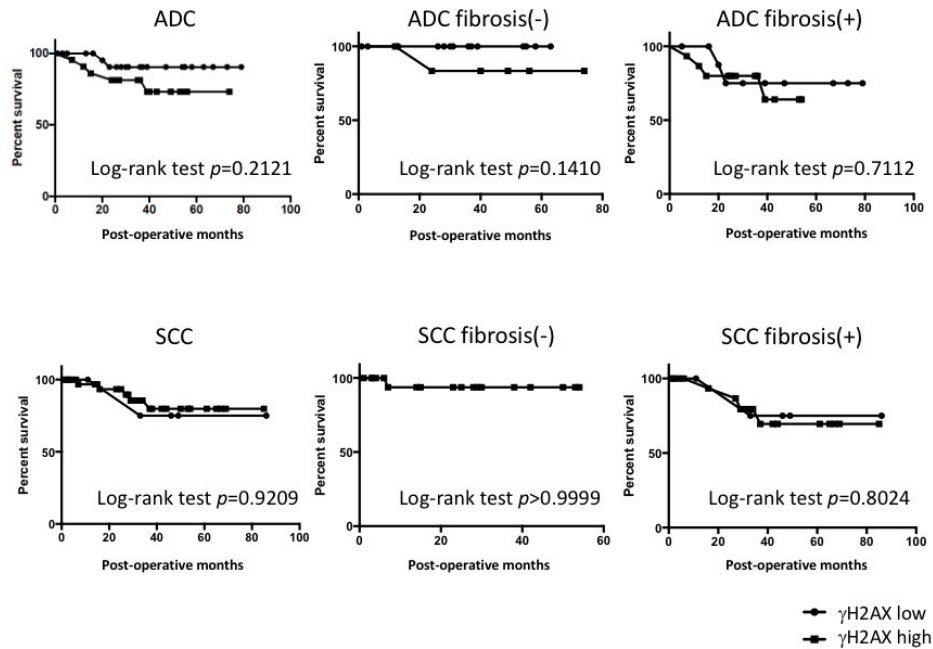 ADC
Percent survival
100
50
0
Log-rank test p=0.2121
0 20 40 60 80 100
Post-operative months
ADC fibrosis(-)
Percent survival
100
50
0
Log-rank test p=0.1410
0 20 40 60 80
Post-operative months
ADC fibrosis(+)
Percent survival
100
50
0
Log-rank test p=0.7112
0 20 40 60 80 100
Post-operative months
SCC
Percent survival
100
50
0
Log-rank test p=0.9209
0 20 40 60 80 100
Post-operative months
SCC fibrosis(-)
Percent survival
100
50
0
Log-rank test p>0.9999
0 20 40 60
Post-operative months
SCC fibrosis(+)
Percent survival
100
50
0
Log-rank test p=0.8024
0 20 40 60 80 100
Post-operative months
γH2AX low
γH2AX high